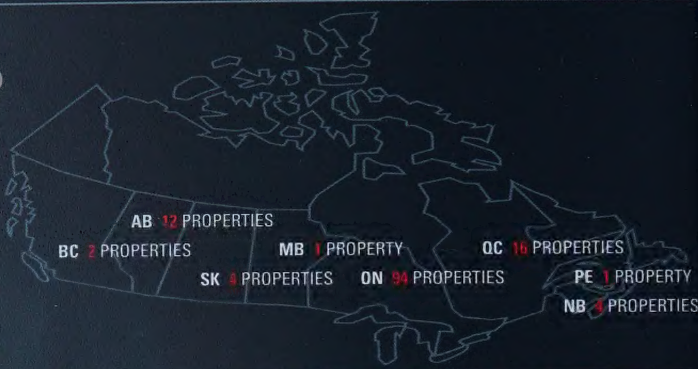 AB 12 PROPERTIES
BC 2 PROPERTIES
MB 1 PROPERTY
QC 16 PROPERTIES
SK 4 PROPERTIES
ON 94 PROPERTIES
PE 1 PROPERTY
NB 4 PROPERTIES